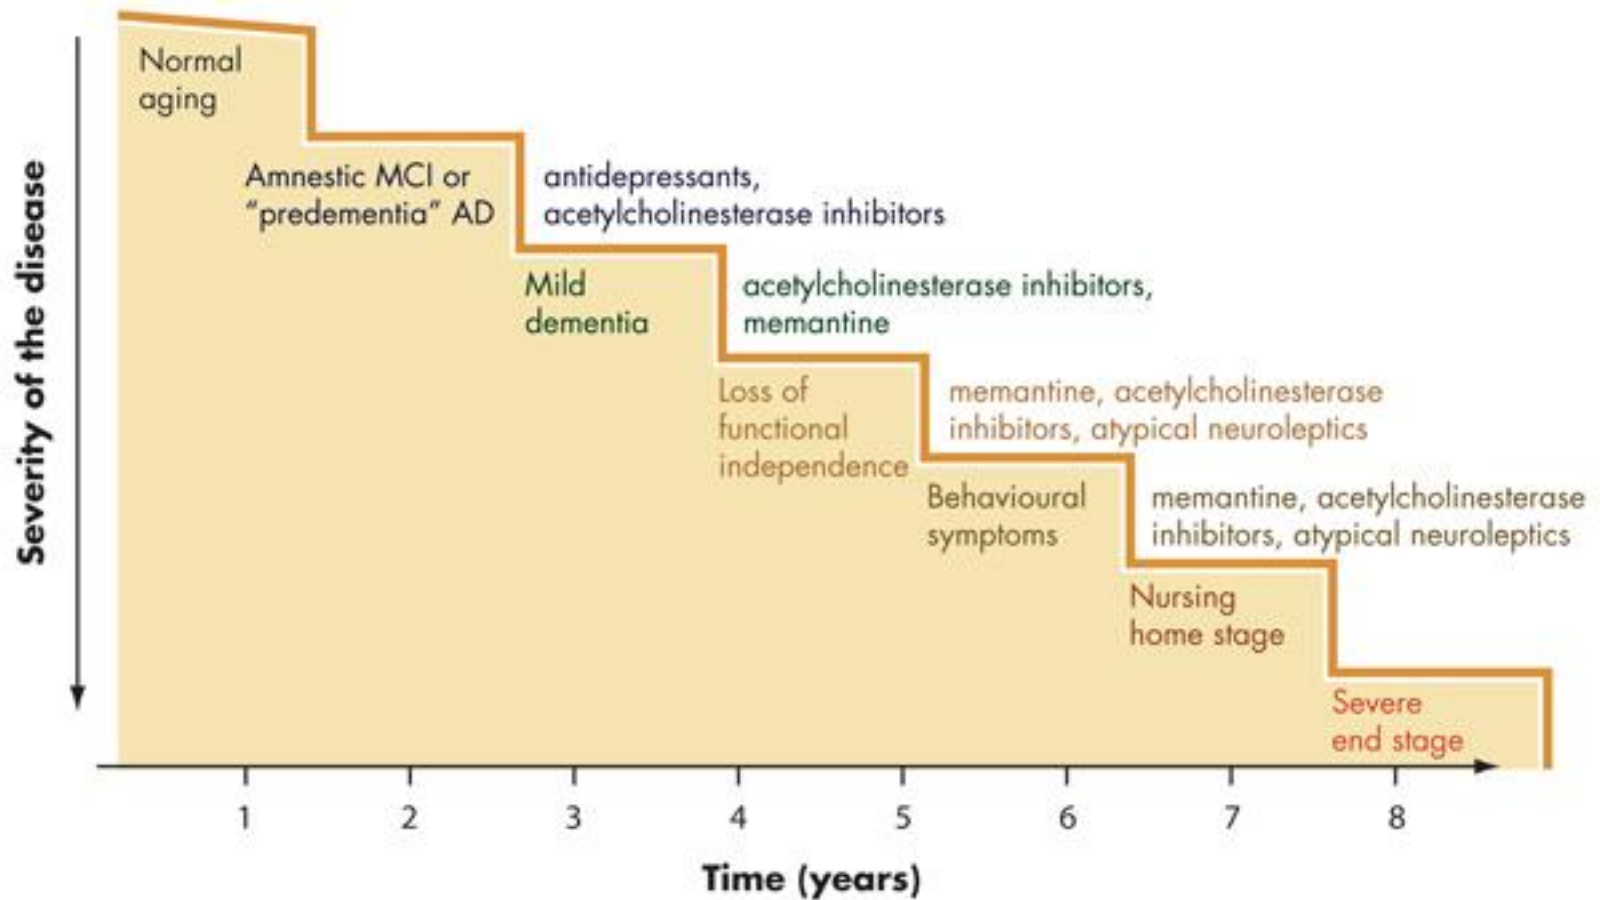 Normal
aging
Amnestic MCI or
“predementia” AD
antidepressants,
acetylcholinesterase inhibitors
Mild
dementia
acetylcholinesterase inhibitors,
memantine
Loss of
functional
independence
memantine, acetylcholinesterase
inhibitors, atypical neuroleptics
Behavioural
symptoms
memantine, acetylcholinesterase
inhibitors, atypical neuroleptics
Nursing
home stage
Severe
end stage
Severity of the disease
1 2 3 4 5 6 7 8
Time (years)